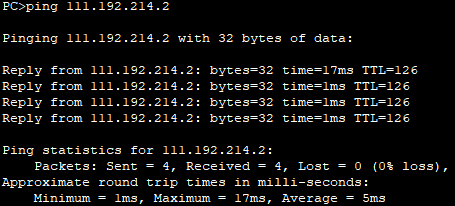 PC>ping 111.192.214.2
Pinging 111.192.214.2 with 32 bytes of data:
Reply from 111.192.214.2: bytes=32 time=17ms TTL=126
Reply from 111.192.214.2: bytes=32 time=1ms TTL=126
Reply from 111.192.214.2: bytes=32 time=1ms TTL=126
Reply from 111.192.214.2: bytes=32 time=1ms TTL=126
Ping statistics for 111.192.214.2:
Packets: Sent = 4, Received = 4, Lost = 0 (0% loss),
Approximate round trip times in milli-seconds:
Minimum = 1ms, Maximum = 17ms, Average = 5ms